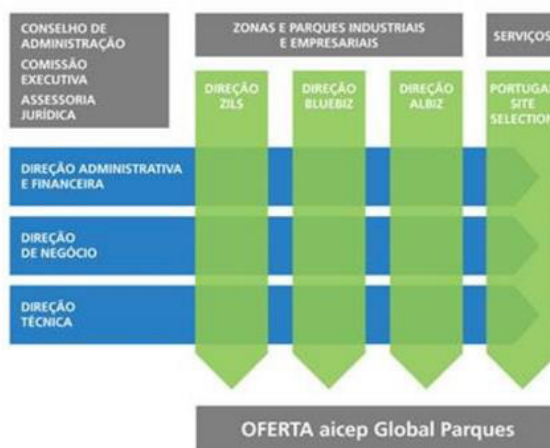 CONSELHO DE
ADMINISTRAÇÃO
COMISSÃO
EXECUTIVA
ASSESSORIA
JURÍDICA
ZONAS E PARQUES INDUSTRIAIS
E EMPRESARIAIS
SERVIÇOS
DIREÇÃO
ZILS
DIREÇÃO
BLUEBIZ
DIREÇÃO
ALBIZ
PORTUGAL
SITE
SELECTION
DIREÇÃO ADMINISTRATIVA
E FINANCEIRA
DIREÇÃO
DE NEGÓCIO
DIREÇÃO
TÉCNICA
OFERTA aicep Global Parques